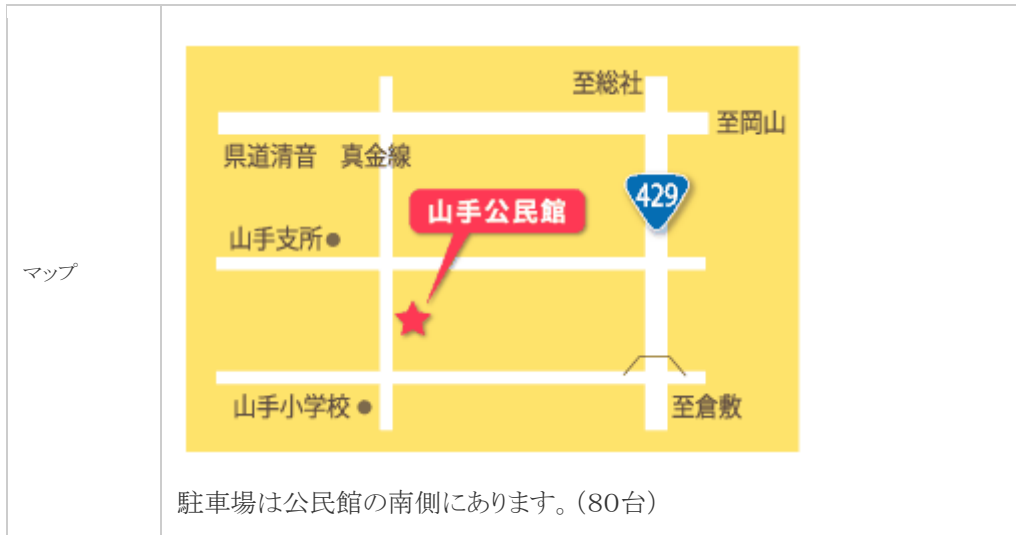 マップ
至総社
至岡山
県道清音　真金線
429
山手公民館
山手支所
山手小学校
至倉敷
駐車場は公民館の南側にあります。（80台）